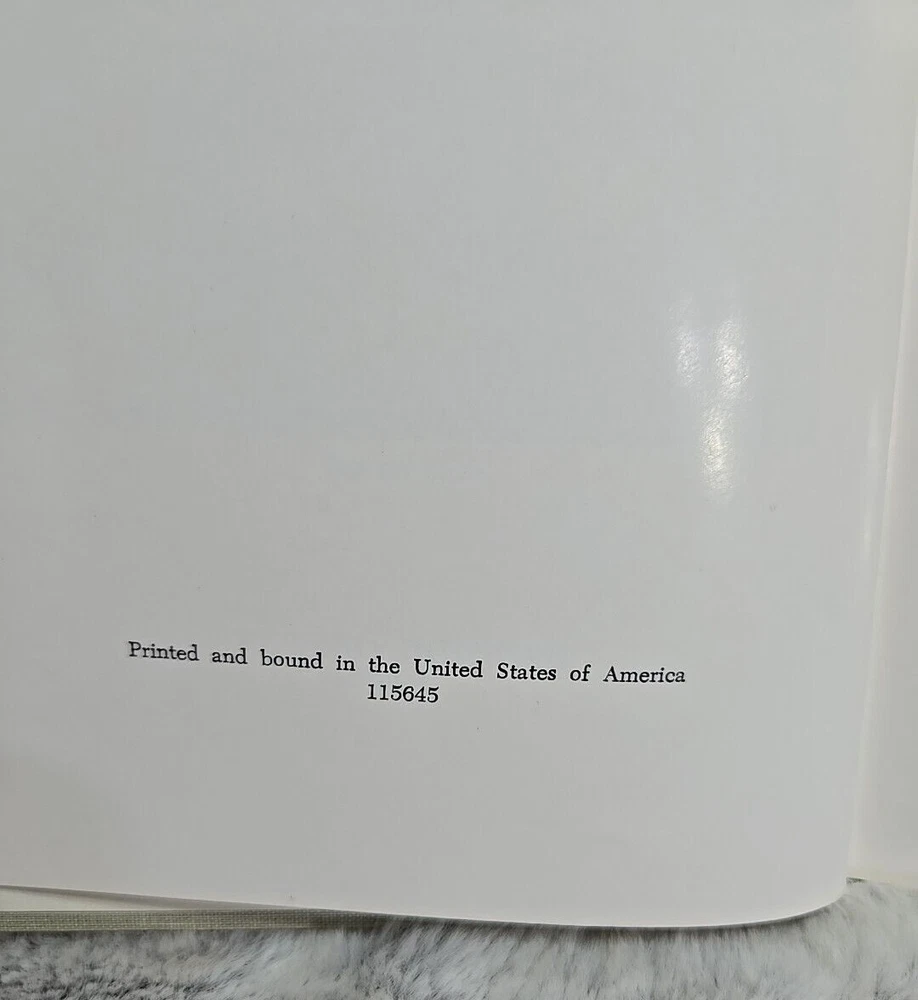 Printed and bound in the United States of America
115645